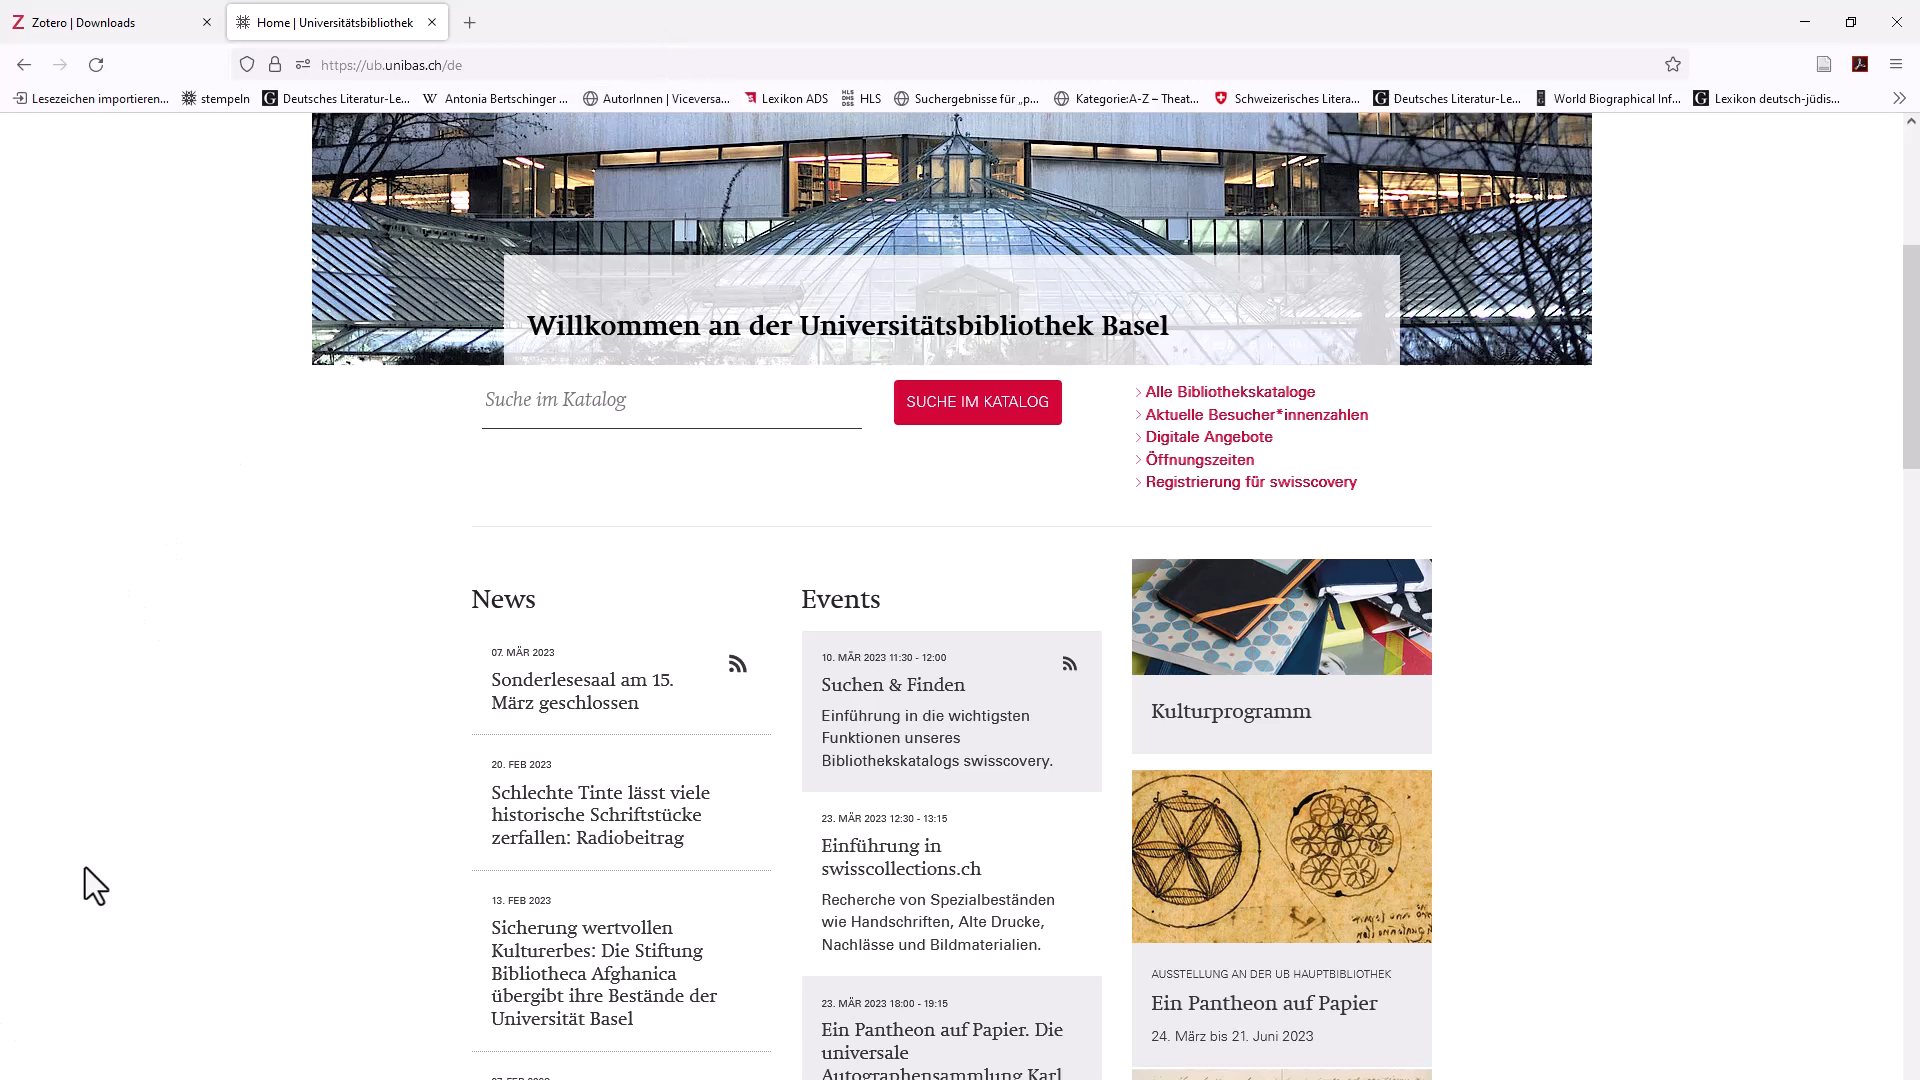 Zotero | Downloads
Home | Universitätsbibliothek
https://ub.unibas.ch/de
Lesezeichen importieren...
stempeln
Deutsches Literatur-Le...
Antonia Bertschinger ...
AutorInnen | Viceversa...
Lexikon ADS
HLS
Suchergebnisse für „p...
Kategorie:A-Z – Theat...
Schweizerisches Litera...
Deutsches Literatur-Le...
World Biographical Inf...
Lexikon deutsch-jüdis...
Willkommen an der Universitätsbibliothek Basel
Suche im Katalog
SUCHE IM KATALOG
Alle Bibliothekskataloge
Aktuelle Besucher*innenzahlen
Digitale Angebote
Öffnungszeiten
Registrierung für swisscovery
News
07. MÄR 2023
Sonderlesesaal am 15.
März geschlossen
20. FEB 2023
Schlechte Tinte lässt viele
historische Schriftstücke
zerfallen: Radiobeitrag
13. FEB 2023
Sicherung wertvollen
Kulturerbes: Die Stiftung
Bibliotheca Afghanica
übergibt ihre Bestände der
Universität Basel
Events
10. MÄR 2023 11:30 - 12:00
Suchen & Finden
Einführung in die wichtigsten
Funktionen unseres
Bibliothekskatalogs swisscovery.
23. MÄR 2023 12:30 - 13:15
Einführung in
swisscollections.ch
Recherche von Spezialbeständen
wie Handschriften, Alte Drucke,
Nachlässe und Bildmaterialien.
23. MÄR 2023 18:00 - 19:15
Ein Pantheon auf Papier. Die
universale
Autographensammlung Karl
Kulturprogramm
AUSSTELLUNG AN DER UB HAUPTBIBLIOTHEK
Ein Pantheon auf Papier
24. März bis 21. Juni 2023